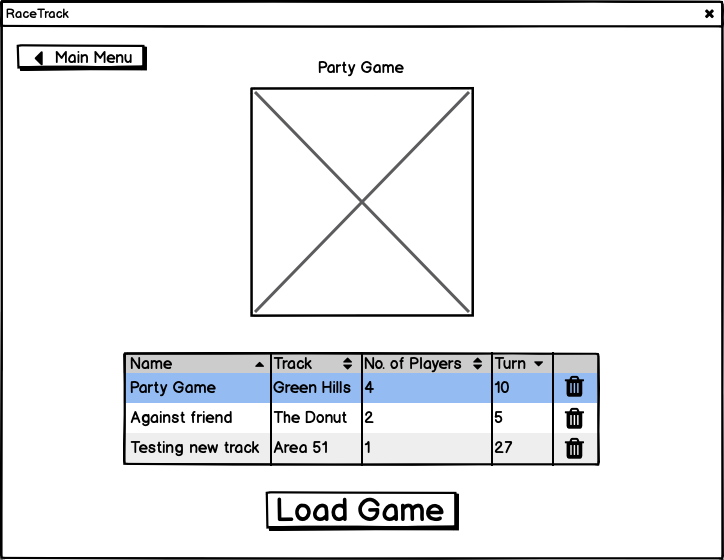 RaceTrack
Main Menu
Party Game
Name Track No. of Players Turn
Party Game Green Hills 4 10
Against friend The Donut 2 5
Testing new track Area 51 1 27
Load Game